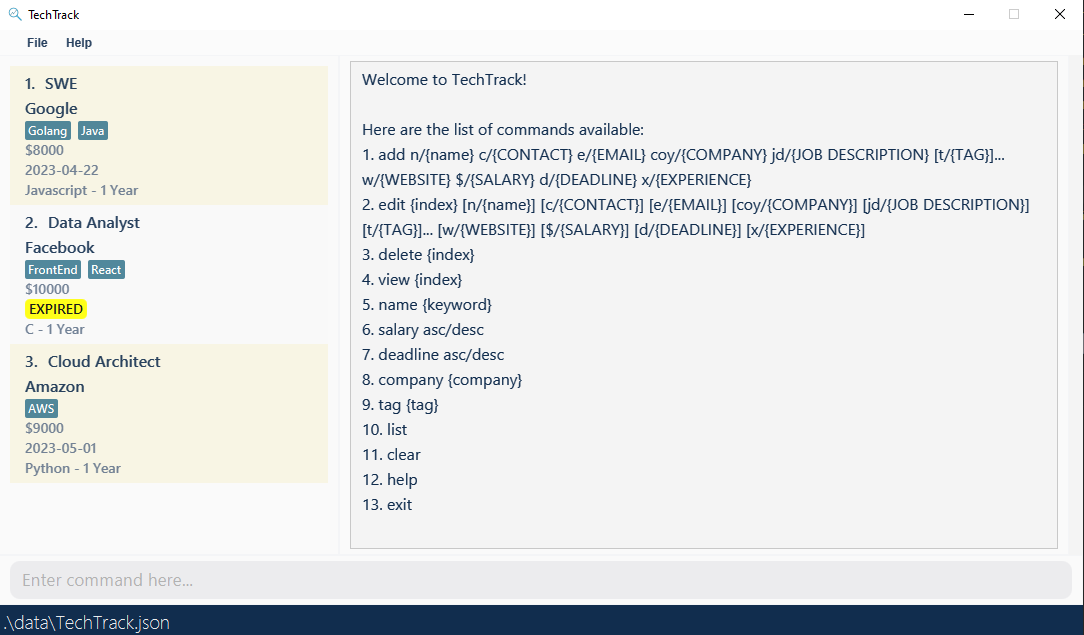 TechTrack
File Help
1. SWE
Google
Golang Java
$8000
2023-04-22
Javascript - 1 Year
2. Data Analyst
Facebook
FrontEnd React
$10000
EXPIRED
C - 1 Year
3. Cloud Architect
Amazon
AWS
$9000
2023-05-01
Python - 1 Year
Welcome to TechTrack!
Here are the list of commands available:
1. add n/{name} c/{CONTACT} e/{EMAIL} coy/{COMPANY} jd/{JOB DESCRIPTION} [t/{TAG}]...
w/{WEBSITE} $/{SALARY} d/{DEADLINE} x/{EXPERIENCE}
2. edit {index} [n/{name}] [c/{CONTACT}] [e/{EMAIL}] [coy/{COMPANY}] [jd/{JOB DESCRIPTION}]
[t/{TAG}]... [w/{WEBSITE}] [$/{SALARY}] [d/{DEADLINE}] [x/{EXPERIENCE}]
3. delete {index}
4. view {index}
5. name {keyword}
6. salary asc/desc
7. deadline asc/desc
8. company {company}
9. tag {tag}
10. list
11. clear
12. help
13. exit
Enter command here...
.\data\TechTrack.json